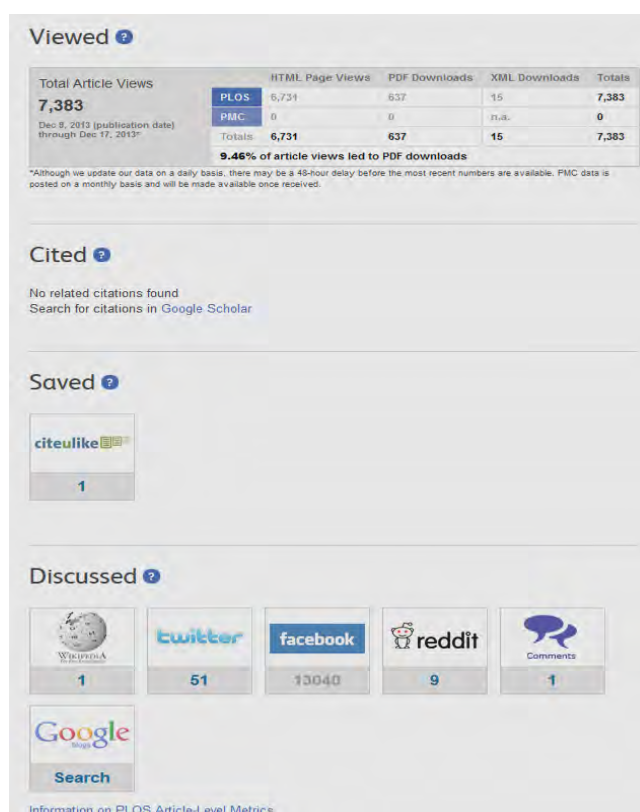 Viewed ?
Total Article Views
7,383
Dec 9, 2013 (publication date)
through Dec 17, 2013*
HTML Page Views PDF Downloads XML Downloads Totals
PLOS 6,731 637 15 7,383
PMC 0 0 n.a. 0
Totals 6,731 637 15 7,383
9.46% of article views led to PDF downloads
*Although we update our data on a daily basis, there may be a 48-hour delay before the most recent numbers are available. PMC data is
posted on a monthly basis and will be made available once received.
Cited ?
No related citations found
Search for citations in Google Scholar
Saved ?
citeulike
1
Discussed ?
WIKIPEDIA
1
twitter
51
facebook
13040
reddit
9
Comments
1
Google
blogs
Search
Information on PLOS Article-Level Metrics